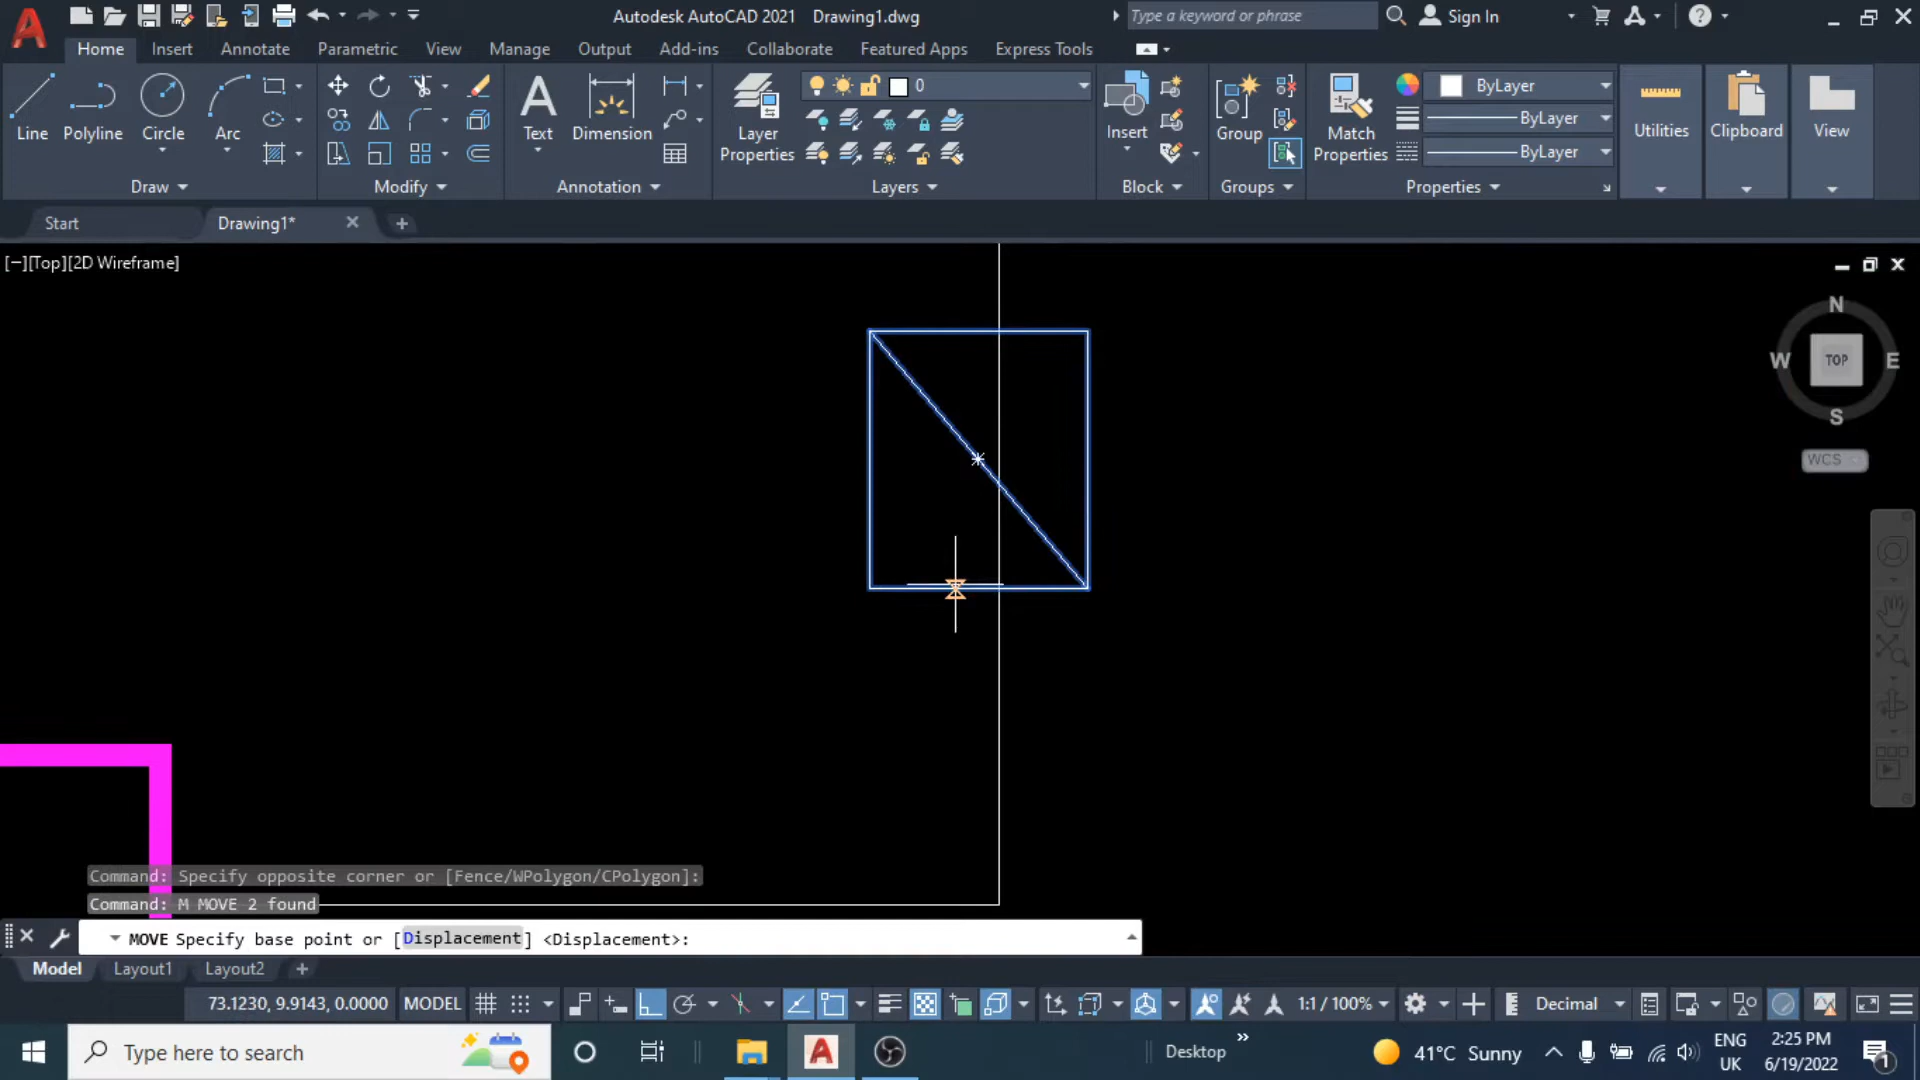 Autodesk AutoCAD 2021 Drawing1.dwg
Type a keyword or phrase
Sign In
Home Insert Annotate Parametric View Manage Output Add-ins Collaborate Featured Apps Express Tools
0
ByLayer
Line Polyline Circle Arc
Text Dimension
Layer Properties
Insert
Group
Match Properties
ByLayer
ByLayer
Utilities Clipboard View
Draw Modify Annotation Layers Block Groups Properties
Start Drawing1*
[−][Top][2D Wireframe]
N
W TOP E
S
WCS
Command: Specify opposite corner or [Fence/WPolygon/CPolygon]:
Command: M MOVE 2 found
MOVE Specify base point or [Displacement] <Displacement>:
Model Layout1 Layout2
73.1230, 9.9143, 0.0000 MODEL 1:1 / 100% Decimal
Type here to search
Desktop
41°C Sunny
ENG
UK
2:25 PM
6/19/2022
1